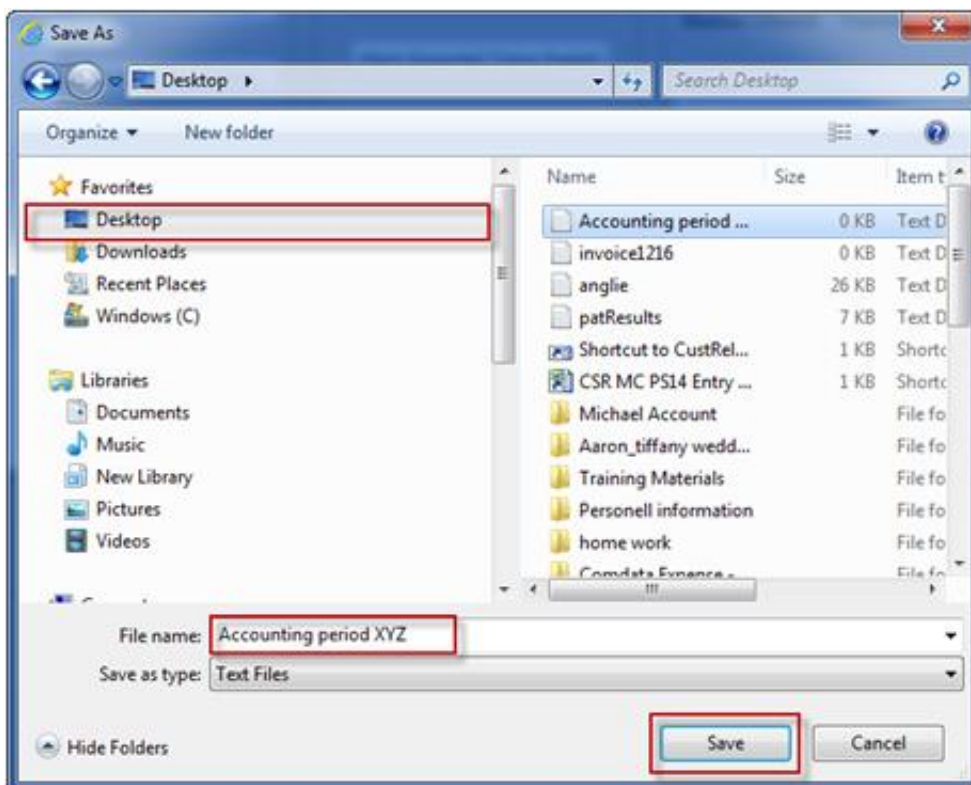 Save As
Desktop
Search Desktop
Organize New folder
Favorites
Desktop
Downloads
Recent Places
Windows (C)
Libraries
Documents
Music
New Library
Pictures
Videos
Name Size Item t
Accounting period ... 0 KB Text D
invoice1216 0 KB Text D
anglie 26 KB Text D
patResults 7 KB Text D
Shortcut to CustRel... 1 KB Shortc
CSR MC PS14 Entry ... 1 KB Shortc
Michael Account File fo
Aaron_tiffany wedd... File fo
Training Materials File fo
Personell information File fo
home work File fo
Comdata Expence - File fo
File name: Accounting period XYZ
Save as type: Text Files
Hide Folders Save Cancel